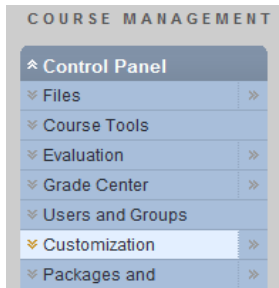 COURSE MANAGEMENT
Control Panel
Files
Course Tools
Evaluation
Grade Center
Users and Groups
Customization
Packages and